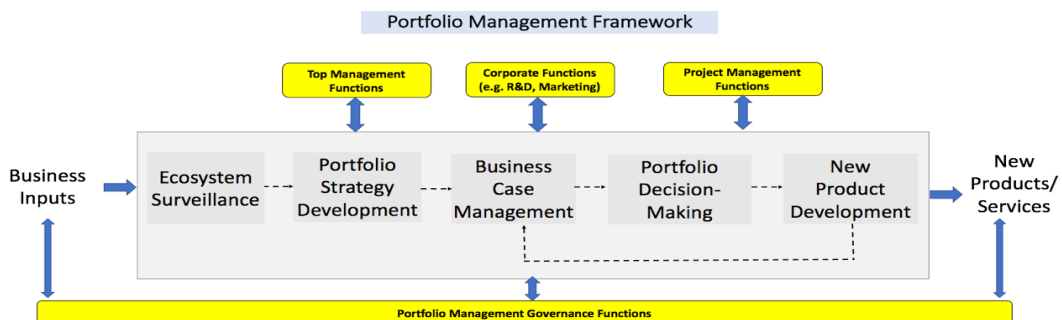 Portfolio Management Framework
Top Management
Functions
Corporate Functions
(e.g. R&D, Marketing)
Project Management
Functions
Business
Inputs
Ecosystem
Surveillance
Portfolio
Strategy
Development
Business
Case
Management
Portfolio
Decision-
Making
New
Product
Development
New
Products/
Services
Portfolio Management Governance Functions